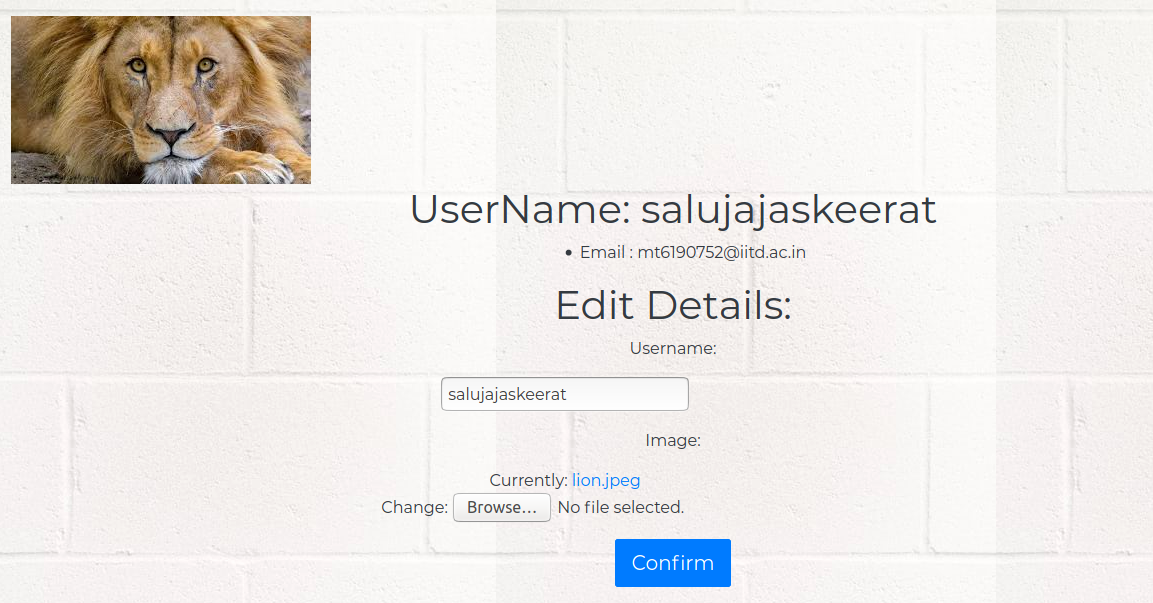 UserName: salujajaskeerat
• Email : mt6190752@iitd.ac.in
Edit Details:
Username:
salujajaskeerat
Image:
Currently: lion.jpeg
Change: Browse... No file selected.
Confirm